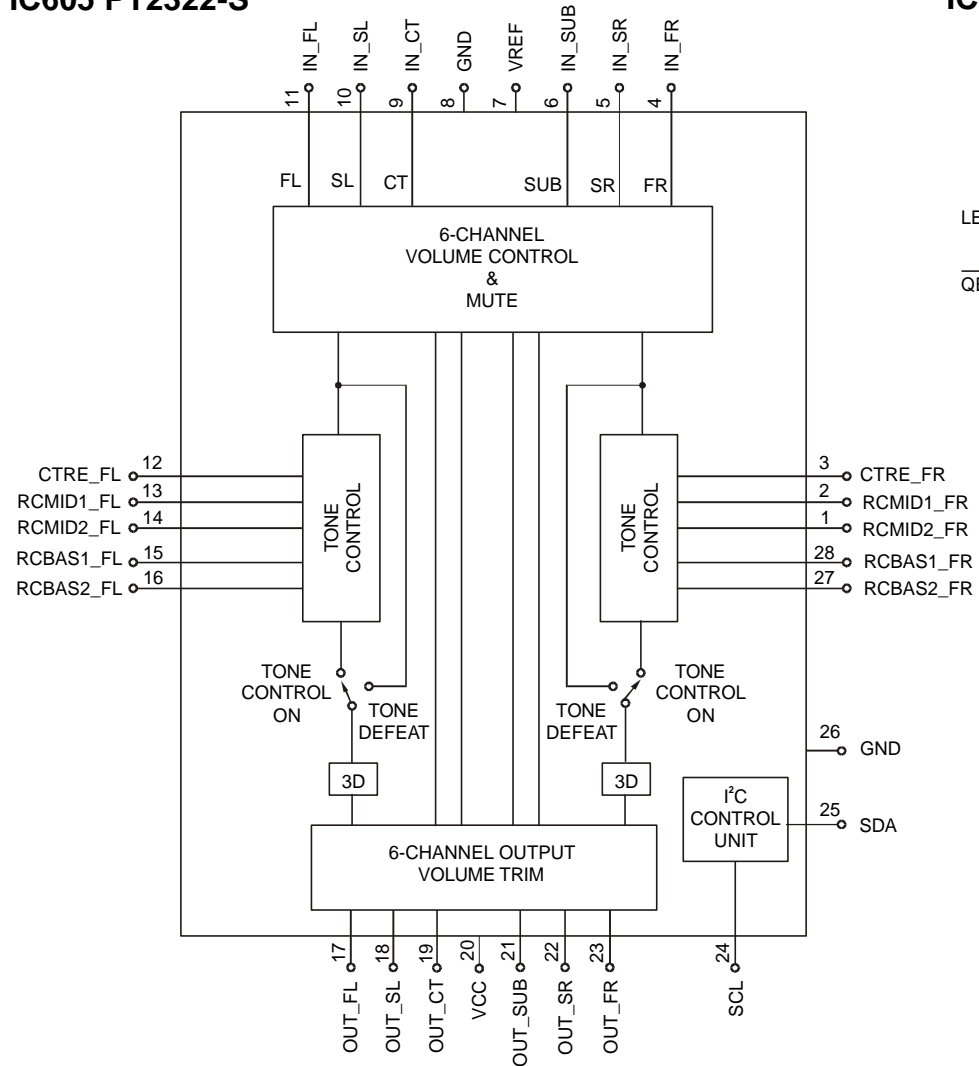 IC605 PT2322-S
IC
IN_FL
IN_SL
IN_CT
GND
VREF
IN_SUB
IN_SR
IN_FR
11
10
9
8
7
6
5
4
FL
SL
CT
SUB
SR
FR
6-CHANNEL
VOLUME CONTROL
&
MUTE
LE
QE
CTRE_FL
12
RCMID1_FL
13
RCMID2_FL
14
RCBAS1_FL
15
RCBAS2_FL
16
TONE
CONTROL
TONE
CONTROL
3
CTRE_FR
2
RCMID1_FR
1
RCMID2_FR
28
RCBAS1_FR
27
RCBAS2_FR
TONE
CONTROL
ON
TONE
DEFEAT
TONE
DEFEAT
TONE
CONTROL
ON
3D
3D
26
GND
I²C
CONTROL
UNIT
25
SDA
6-CHANNEL OUTPUT
VOLUME TRIM
17
18
19
20
21
22
23
24
OUT_FL
OUT_SL
OUT_CT
VCC
OUT_SUB
OUT_SR
OUT_FR
SCL